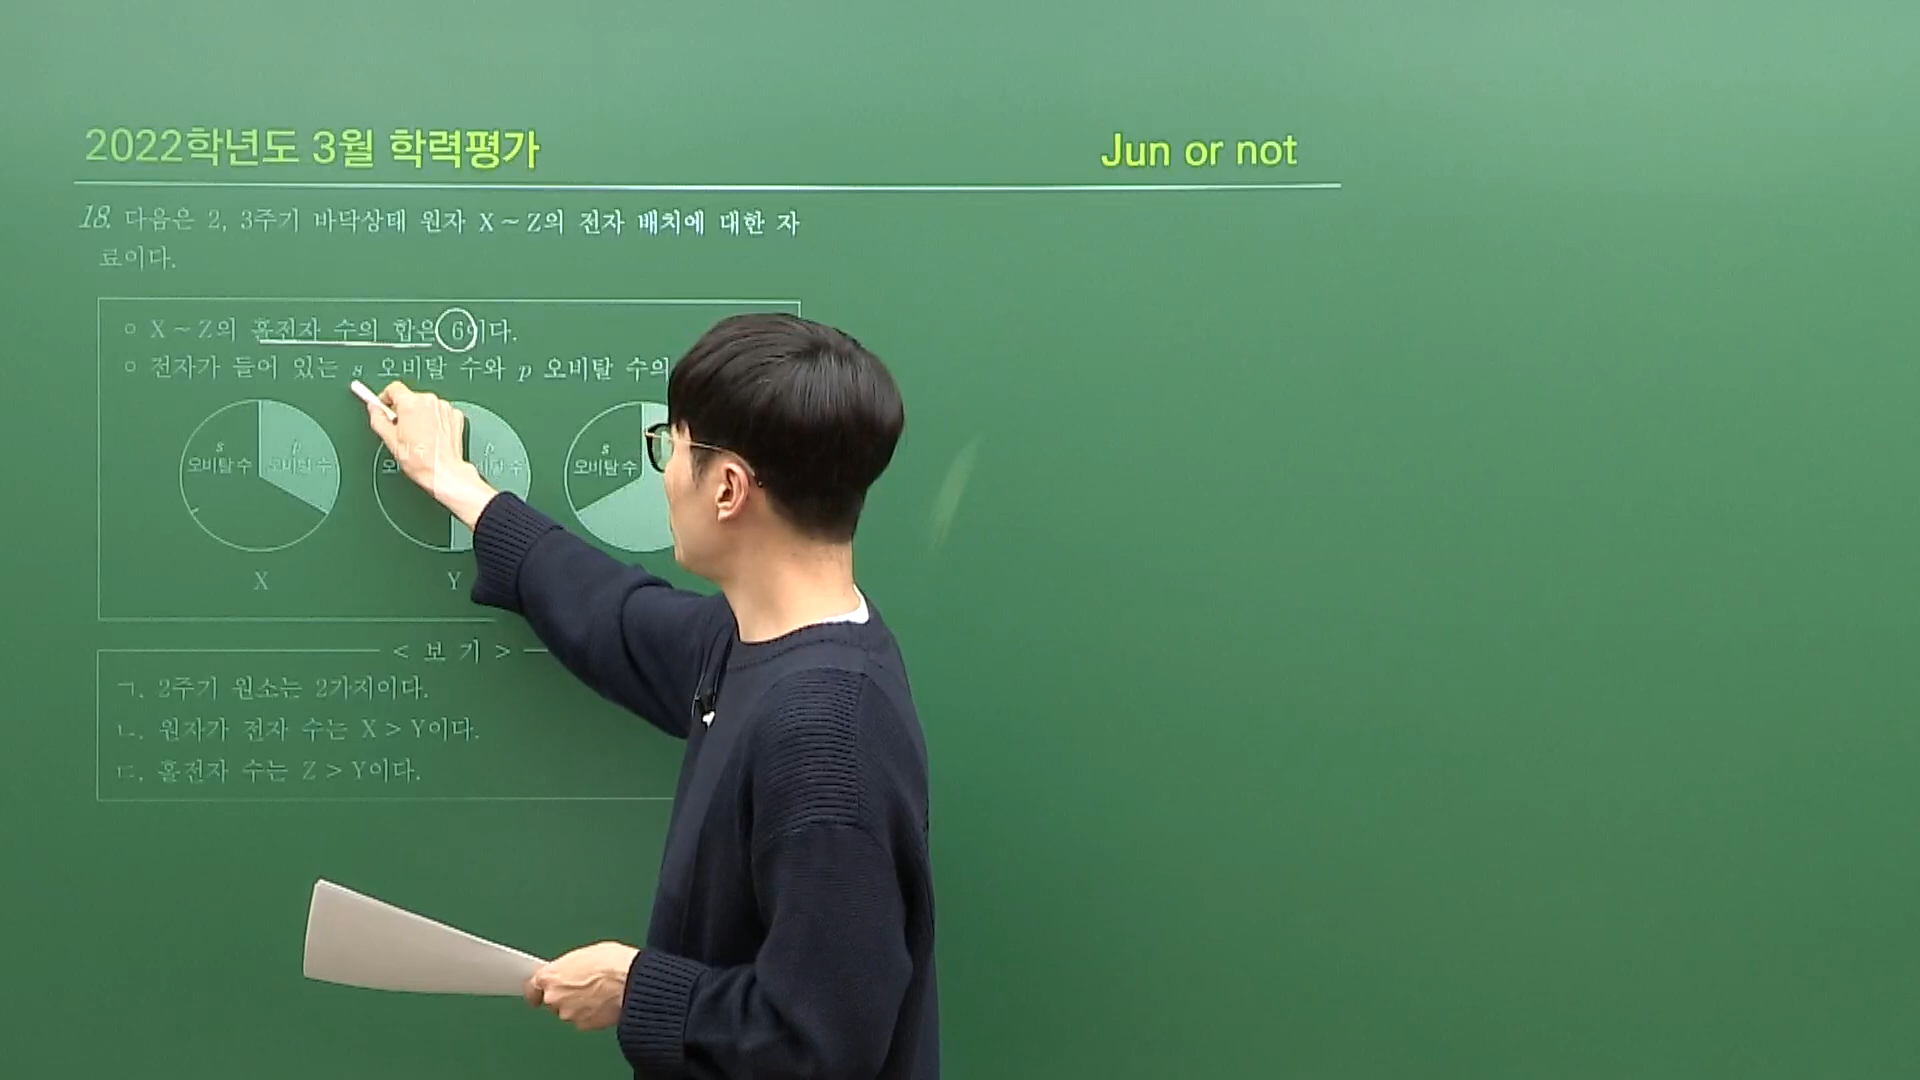 2022학년도 3월 학력평가
Jun or not
18. 다음은 2, 3주기 바닥상태 원자 X ~ Z의 전자 배치에 대한 자
료이다.
○ X ~ Z의 홀전자 수의 합은 6이다.
○ 전자가 들어 있는 s 오비탈 수와 p 오비탈 수의
s
오비탈 수
p
오비탈 수
s
오비탈 수
X
Y
< 보 기 >
ㄱ. 2주기 원소는 2가지이다.
ㄴ. 원자가 전자 수는 X > Y이다.
ㄷ. 홀전자 수는 Z > Y이다.